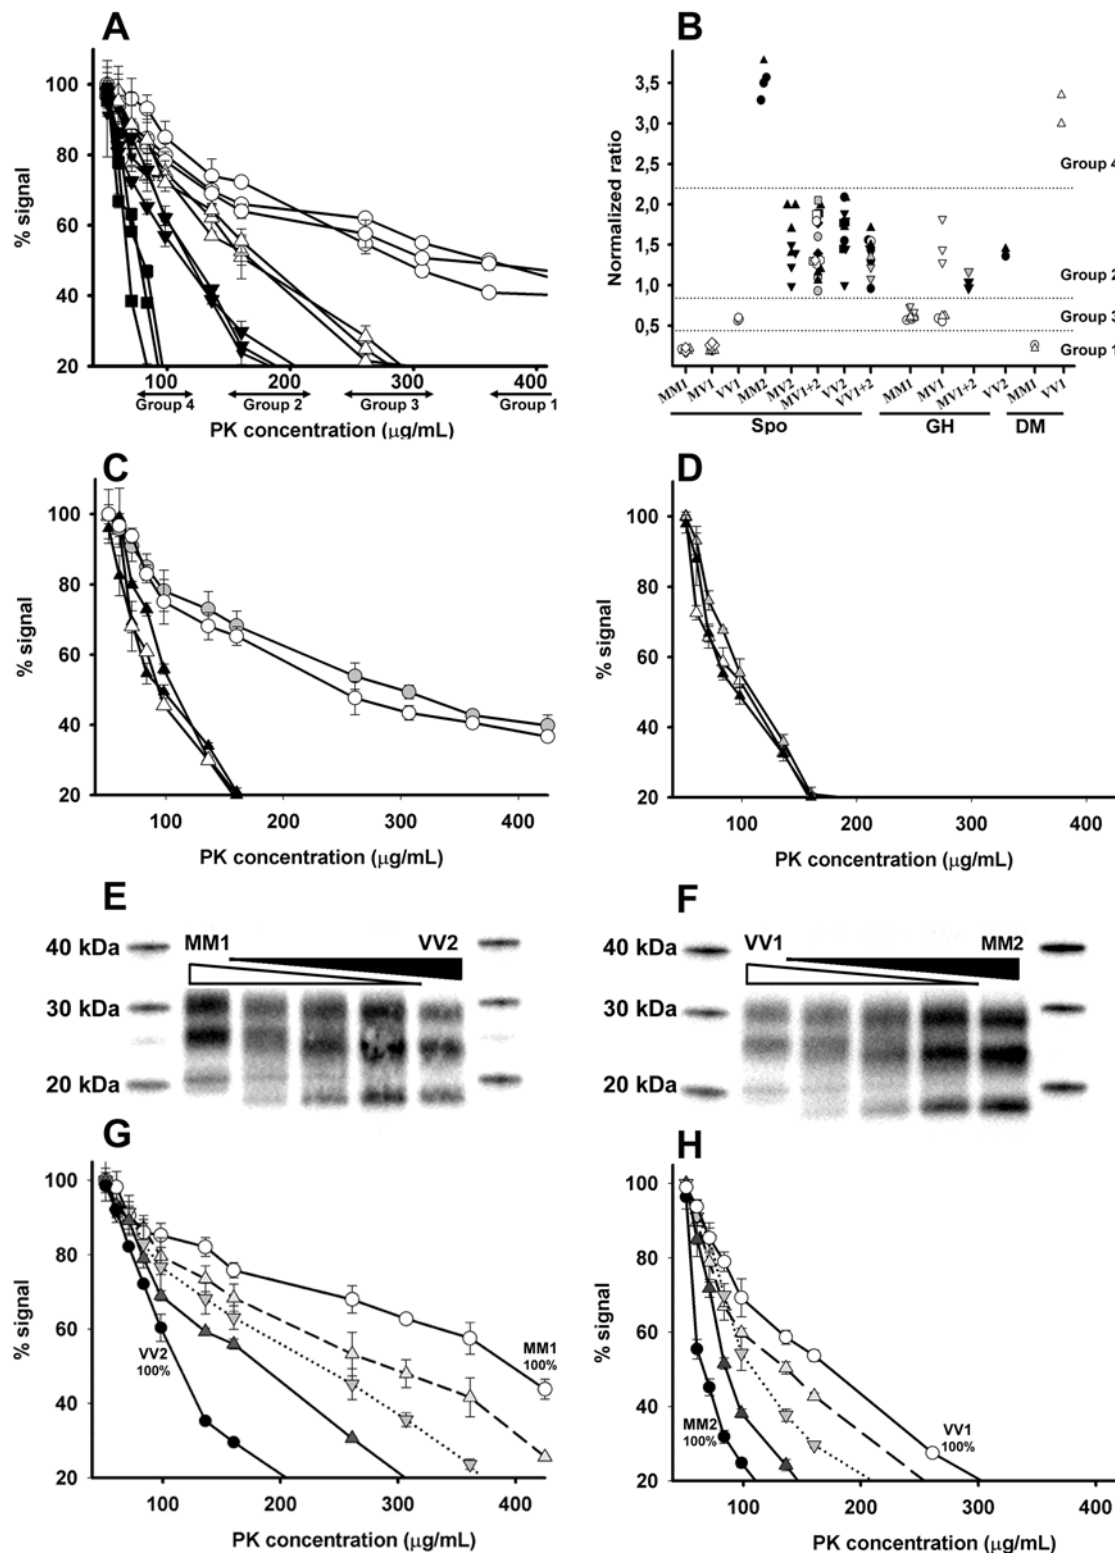 A
% signal
100
80
60
40
20
100
200
300
400
Group 4
Group 2
Group 3
Group 1
PK concentration (µg/mL)
B
Normalized ratio
3,5
3,0
2,5
2,0
1,5
1,0
0,5
Group 4
Group 2
Group 3
Group 1
MM1
MV1
VV1
MM2
MV2
MV1+2
VV2
VV1+2
MM1
MV1
MV1+2
VV2
MM1
VV1
Spo
GH
DM
C
% signal
100
80
60
40
20
100
200
300
400
PK concentration (µg/mL)
D
% signal
100
80
60
40
20
100
200
300
400
PK concentration (µg/mL)
E
40 kDa
30 kDa
20 kDa
MM1
VV2
F
40 kDa
30 kDa
20 kDa
VV1
MM2
G
% signal
100
80
60
40
20
VV2
100%
MM1
100%
100
200
300
400
PK concentration (µg/mL)
H
% signal
100
80
60
40
20
MM2
100%
VV1
100%
100
200
300
400
PK concentration (µg/mL)